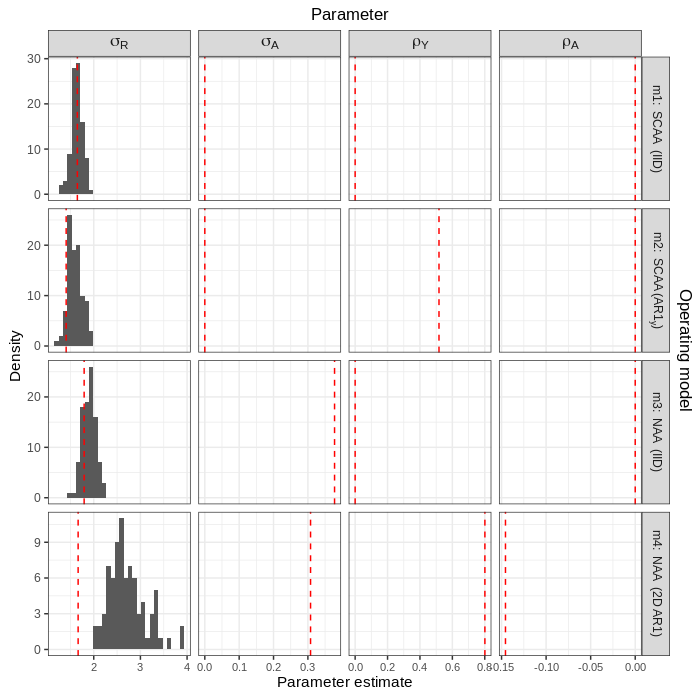 Parameter
σR
σA
ρY
ρA
30
20
10
0
m1: SCAA (IID)
20
10
0
m2: SCAA (AR1y)
20
10
0
m3: NAA (IID)
9
6
3
0
m4: NAA (2D AR1)
Density
Operating model
2 3 4 0.0 0.1 0.2 0.3 0.0 0.2 0.4 0.6 0.8 -0.15 -0.10 -0.05 0.00
Parameter estimate